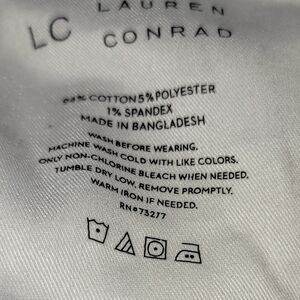 LC LAUREN
CONRAD
COTTON 5% POLYESTER
1% SPANDEX
MADE IN BANGLADESH
WASH BEFORE WEARING.
MACHINE WASH COLD WITH LIKE COLORS.
ONLY NON-CHLORINE BLEACH WHEN NEEDED.
TUMBLE DRY LOW. REMOVE PROMPTLY.
WARM IRON IF NEEDED.
RN#73277